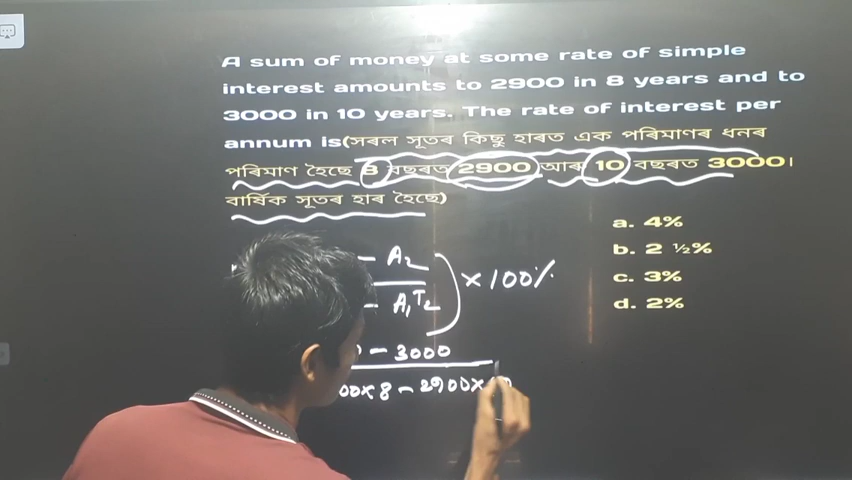 A sum of money at some rate of simple
interest amounts to 2900 in 8 years and to
3000 in 10 years. The rate of interest per
annum is(সৰল সূতৰ কিছু হাৰত এক পৰিমাণৰ ধনৰ
পৰিমাণ হৈছে 8 বছৰত 2900 আৰু 10 বছৰত 3000।
বাৰ্ষিক সূতৰ হাৰ হৈছে)
a. 4%
b. 2 ½%
c. 3%
d. 2%
- A₂
- A₁T₂
) × 100%
- 3000
00×8 - 2900×